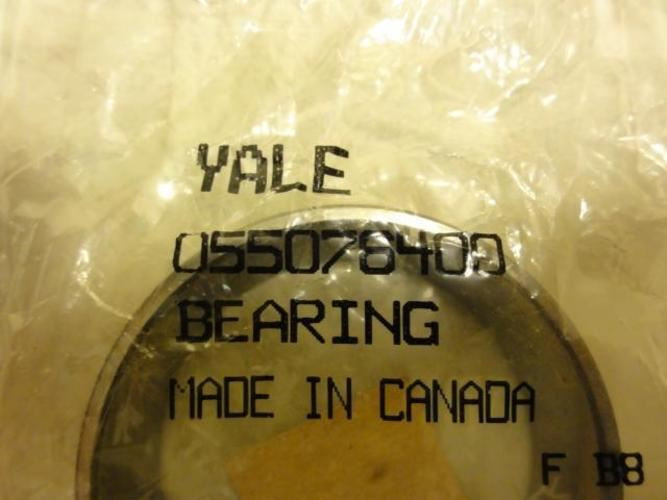 YALE
055076400
BEARING
MADE IN CANADA
F B8